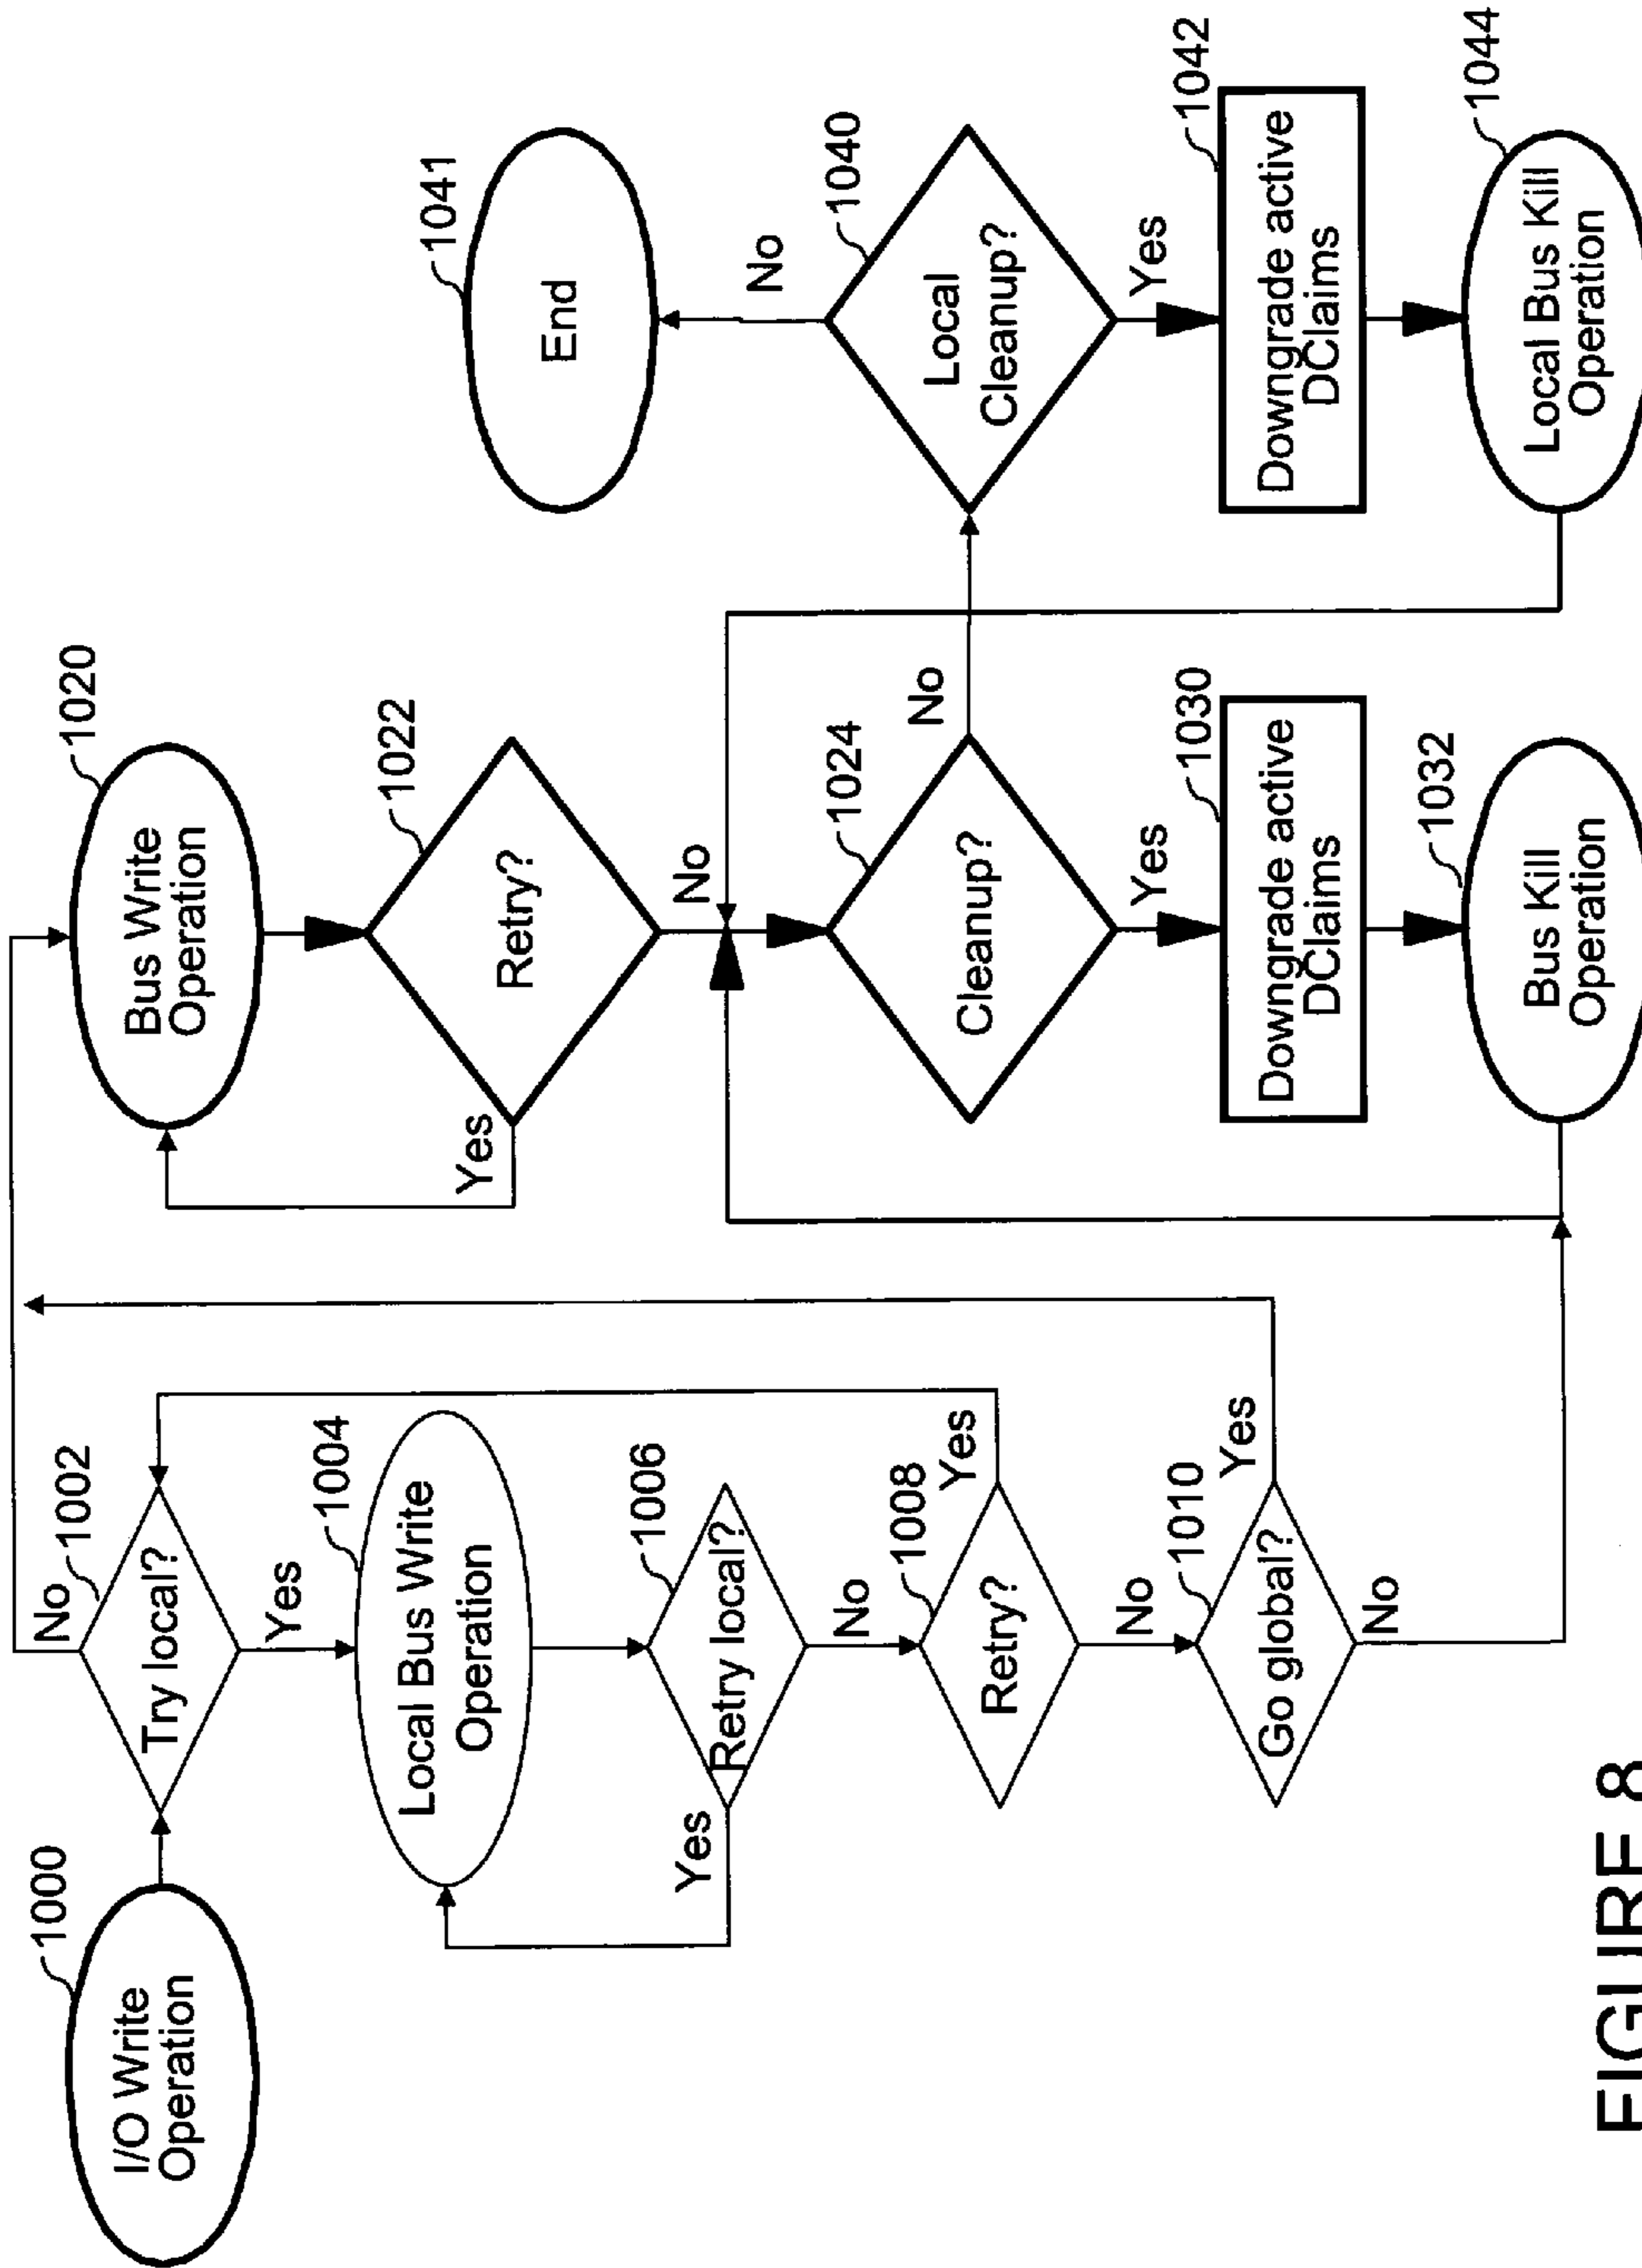 1000
I/O Write
Operation
No
1002
Try local?
Yes
1004
Local Bus Write
Operation
1006
Retry local?
Yes
No
1008
Retry?
Yes
No
1010
Go global?
Yes
No
1020
Bus Write
Operation
1022
Retry?
Yes
No
1024
Cleanup?
No
Yes
1030
Downgrade active
DClaims
1032
Bus Kill
Operation
1041
End
No
1040
Local
Cleanup?
Yes
1042
Downgrade active
DClaims
1044
Local Bus Kill
Operation
FIGURE 8